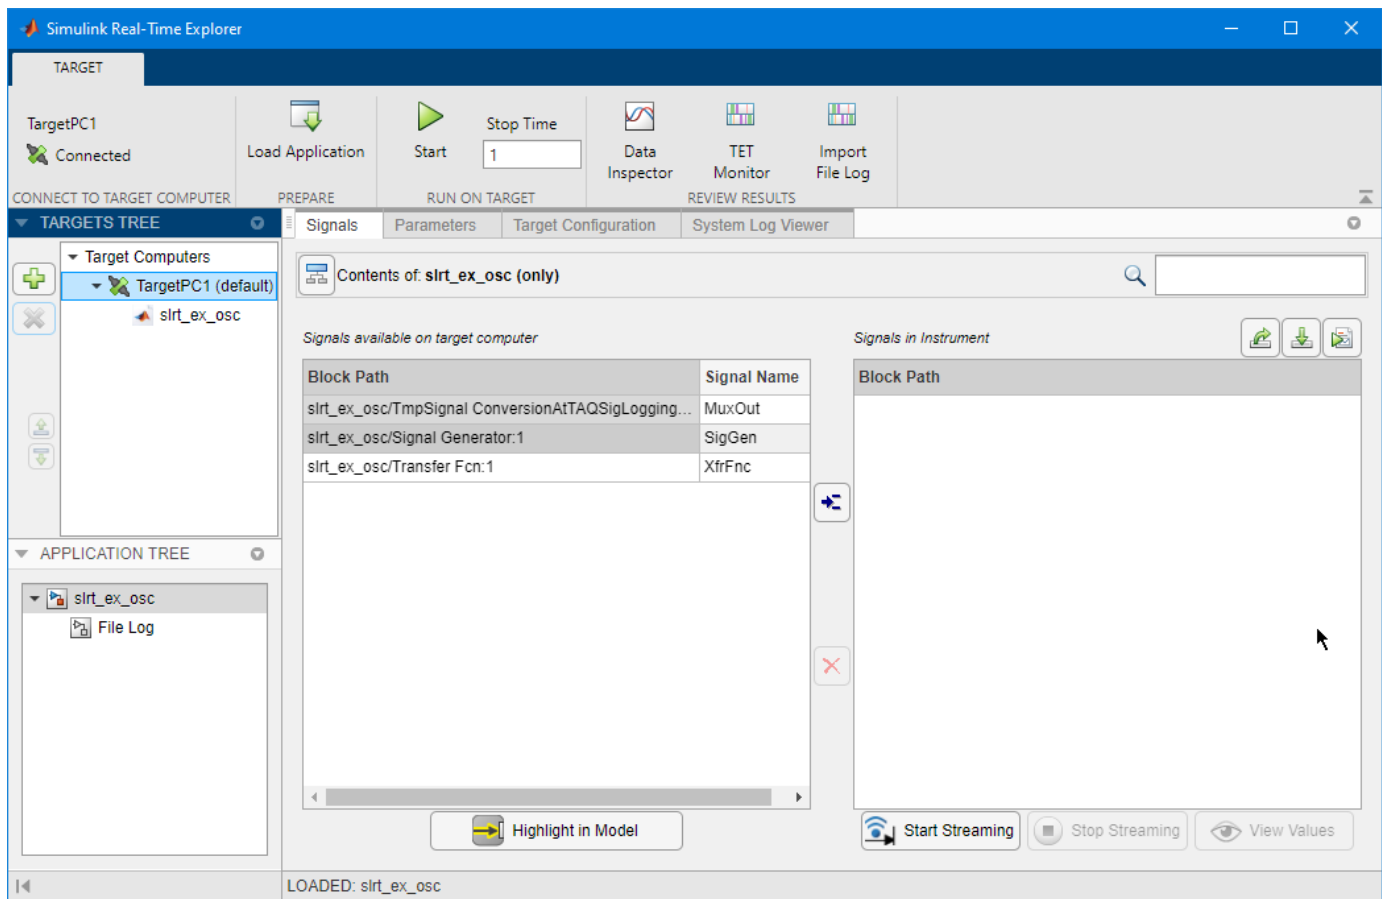 Simulink Real-Time Explorer
TARGET
TargetPC1
Connected
CONNECT TO TARGET COMPUTER
Load Application
PREPARE
Start
Stop Time
1
RUN ON TARGET
Data
Inspector
TET
Monitor
Import
File Log
REVIEW RESULTS
TARGETS TREE
Target Computers
TargetPC1 (default)
slrt_ex_osc
APPLICATION TREE
slrt_ex_osc
File Log
Signals
Parameters
Target Configuration
System Log Viewer
Contents of: slrt_ex_osc (only)
Signals available on target computer
Block Path Signal Name
slrt_ex_osc/TmpSignal ConversionAtTAQSigLogging... MuxOut
slrt_ex_osc/Signal Generator:1 SigGen
slrt_ex_osc/Transfer Fcn:1 XfrFnc
Highlight in Model
Signals in Instrument
Block Path
Start Streaming
Stop Streaming
View Values
LOADED: slrt_ex_osc